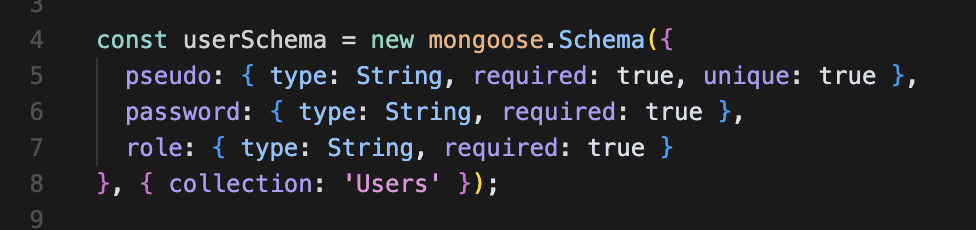 3
4 const userSchema = new mongoose.Schema({
5 pseudo: { type: String, required: true, unique: true },
6 password: { type: String, required: true },
7 role: { type: String, required: true }
8 }, { collection: 'Users' });
9